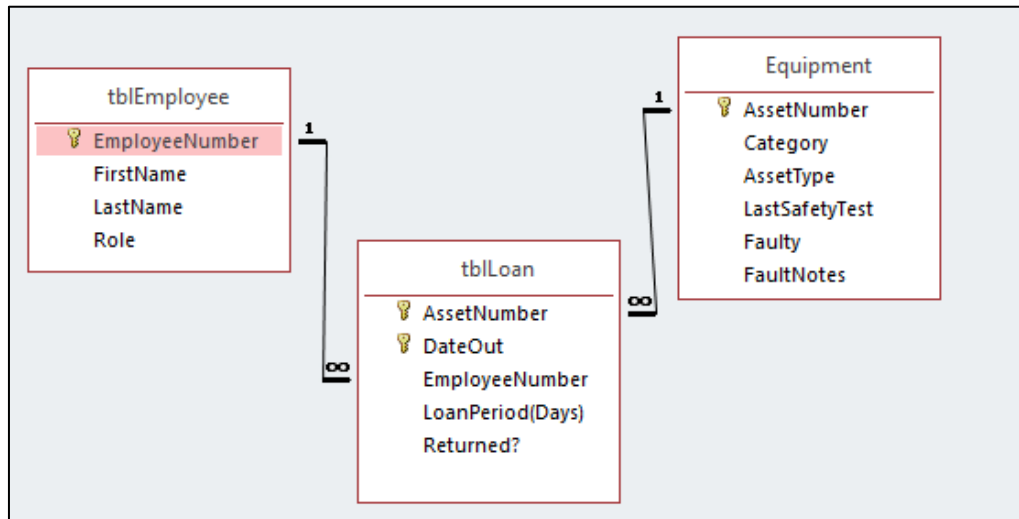 tblEmployee
EmployeeNumber
FirstName
LastName
Role
1
∞
tblLoan
AssetNumber
DateOut
EmployeeNumber
LoanPeriod(Days)
Returned?
∞
1
Equipment
AssetNumber
Category
AssetType
LastSafetyTest
Faulty
FaultNotes